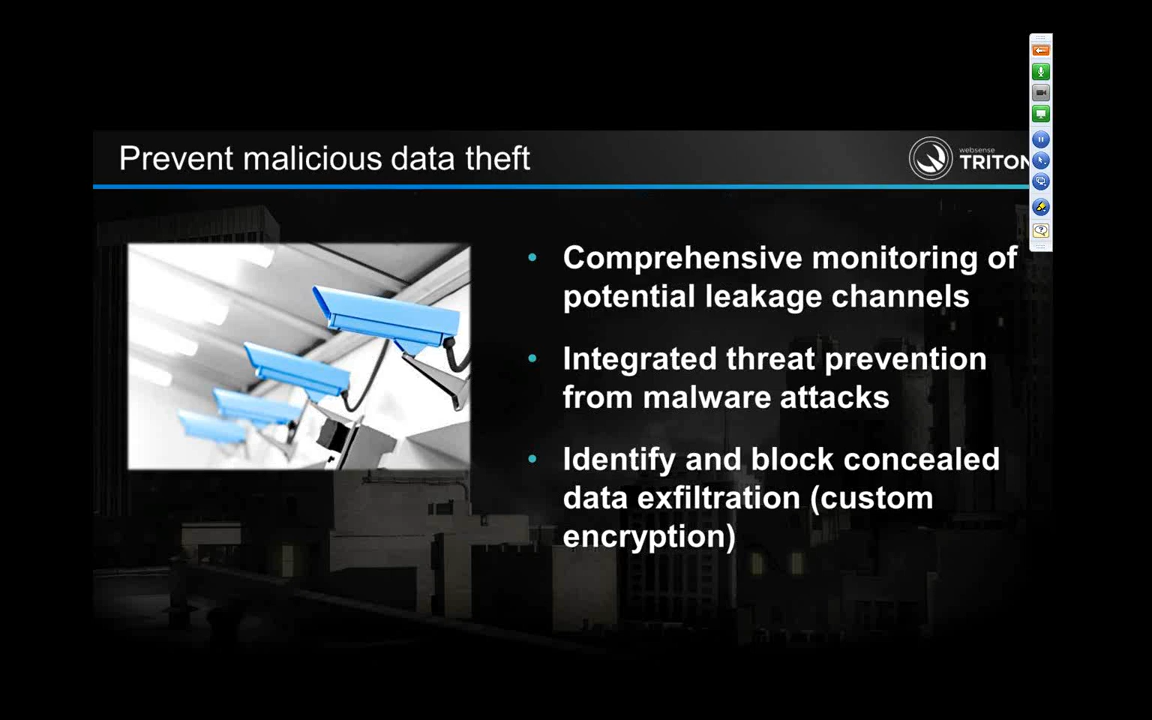 Prevent malicious data theft
websense
TRITON
• Comprehensive monitoring of
potential leakage channels
• Integrated threat prevention
from malware attacks
• Identify and block concealed
data exfiltration (custom
encryption)